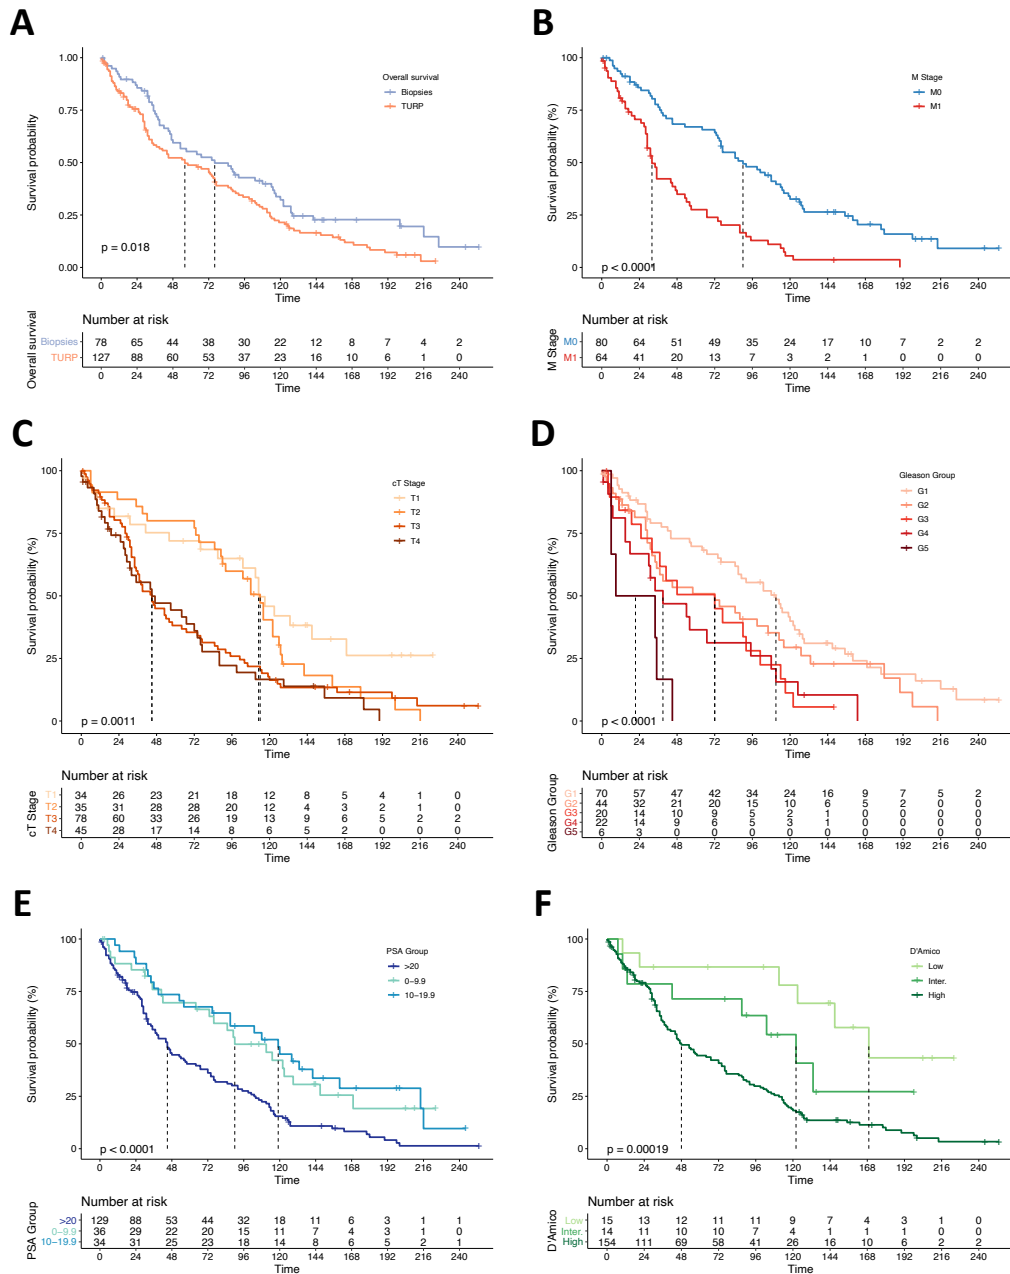 A
1.00
0.75
0.50
0.25
0.00
Survival probability
Overall survival
Biopsies
TURP
p = 0.018
0 24 48 72 96 120 144 168 192 216 240
Time
Number at risk
Overall survival
Biopsies 78 65 44 38 30 22 12 8 7 4 2
TURP 127 88 60 53 37 23 16 10 6 1 0
0 24 48 72 96 120 144 168 192 216 240
Time
B
100
75
50
25
0
Survival probability (%)
M Stage
M0
M1
p < 0.0001
0 24 48 72 96 120 144 168 192 216 240
Time
Number at risk
M Stage
M0 80 64 51 49 35 24 17 10 7 2 2
M1 64 41 20 13 7 3 2 1 0 0 0
0 24 48 72 96 120 144 168 192 216 240
Time
C
100
75
50
25
0
Survival probability (%)
cT Stage
T1
T2
T3
T4
p = 0.0011
0 24 48 72 96 120 144 168 192 216 240
Time
Number at risk
cT Stage
T1 34 26 23 21 18 12 8 5 4 1 0
T2 35 31 28 28 20 12 4 3 2 1 0
T3 78 60 33 26 19 13 9 6 5 2 2
T4 45 28 17 14 8 6 5 2 0 0 0
0 24 48 72 96 120 144 168 192 216 240
Time
D
100
75
50
25
0
Survival probability (%)
Gleason Group
G1
G2
G3
G4
G5
p < 0.0001
0 24 48 72 96 120 144 168 192 216 240
Time
Number at risk
Gleason Group
G1 70 57 47 42 34 24 16 9 7 5 2
G2 44 32 21 20 15 10 6 5 2 0 0
G3 20 14 10 9 5 2 1 0 0 0 0
G4 22 14 9 6 5 3 1 0 0 0 0
G5 6 3 0 0 0 0 0 0 0 0 0
0 24 48 72 96 120 144 168 192 216 240
Time
E
100
75
50
25
0
Survival probability (%)
PSA Group
>20
0−9.9
10−19.9
p < 0.0001
0 24 48 72 96 120 144 168 192 216 240
Time
Number at risk
PSA Group
>20 129 88 53 44 32 18 11 6 3 1 1
0−9.9 36 29 22 20 15 11 7 4 3 1 0
10−19.9 34 31 25 23 18 14 8 6 5 2 1
0 24 48 72 96 120 144 168 192 216 240
Time
F
100
75
50
25
0
Survival probability (%)
D'Amico
Low
Inter.
High
p = 0.00019
0 24 48 72 96 120 144 168 192 216 240
Time
Number at risk
D'Amico
Low 15 13 12 11 11 9 7 4 3 1 0
Inter. 14 11 10 10 7 4 1 1 1 0 0
High 154 111 69 58 41 26 16 10 6 2 2
0 24 48 72 96 120 144 168 192 216 240
Time